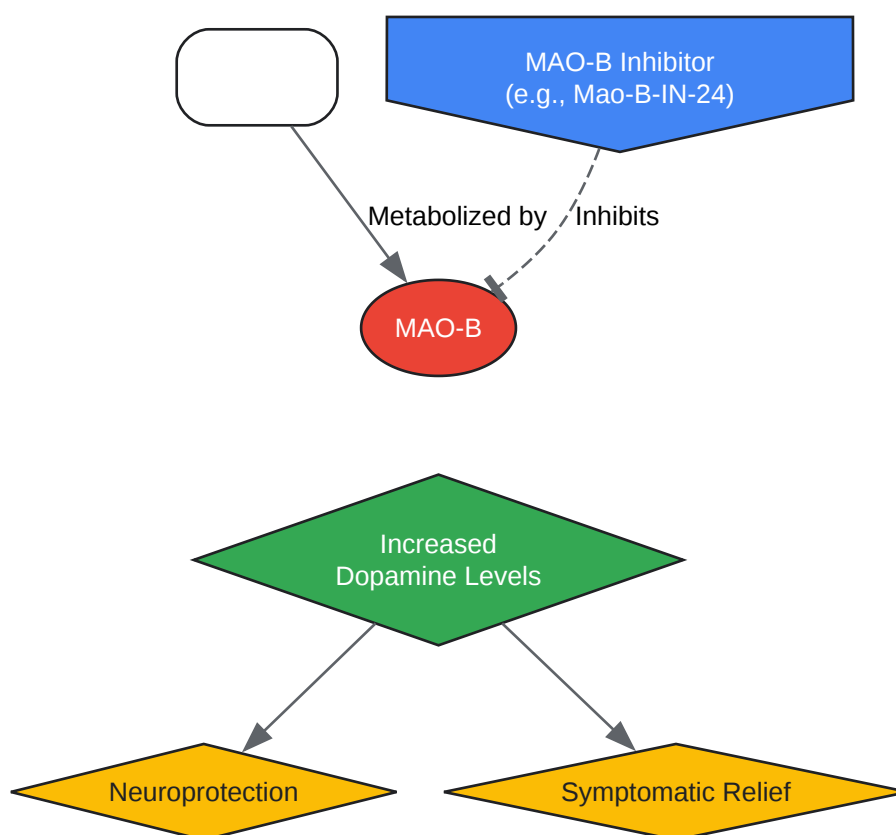 MAO-B Inhibitor
(e.g., Mao-B-IN-24)
Metabolized by
Inhibits
MAO-B
Increased
Dopamine Levels
Neuroprotection
Symptomatic Relief